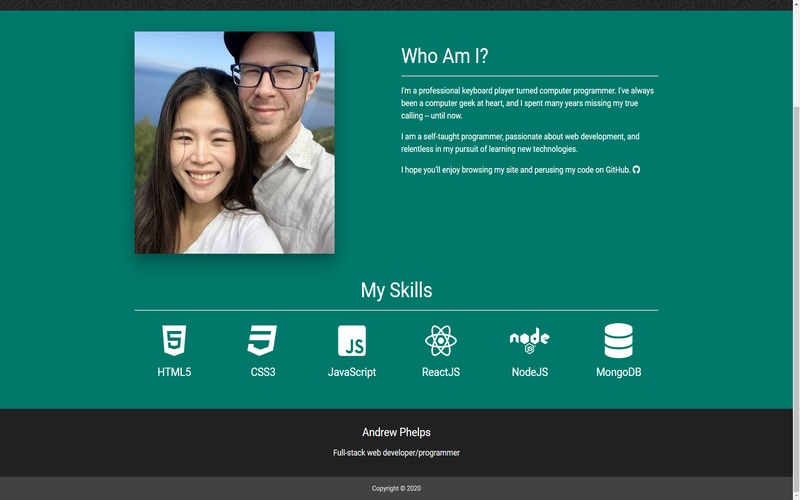 Who Am I?
I'm a professional keyboard player turned computer programmer. I've always
been a computer geek at heart, and I spent many years missing my true
calling – until now.
I am a self-taught programmer, passionate about web development, and
relentless in my pursuit of learning new technologies.
I hope you'll enjoy browsing my site and perusing my code on GitHub.
My Skills
5
JS
node
JS
HTML5
CSS3
JavaScript
ReactJS
NodeJS
MongoDB
Andrew Phelps
Full-stack web developer/programmer
Copyright © 2020